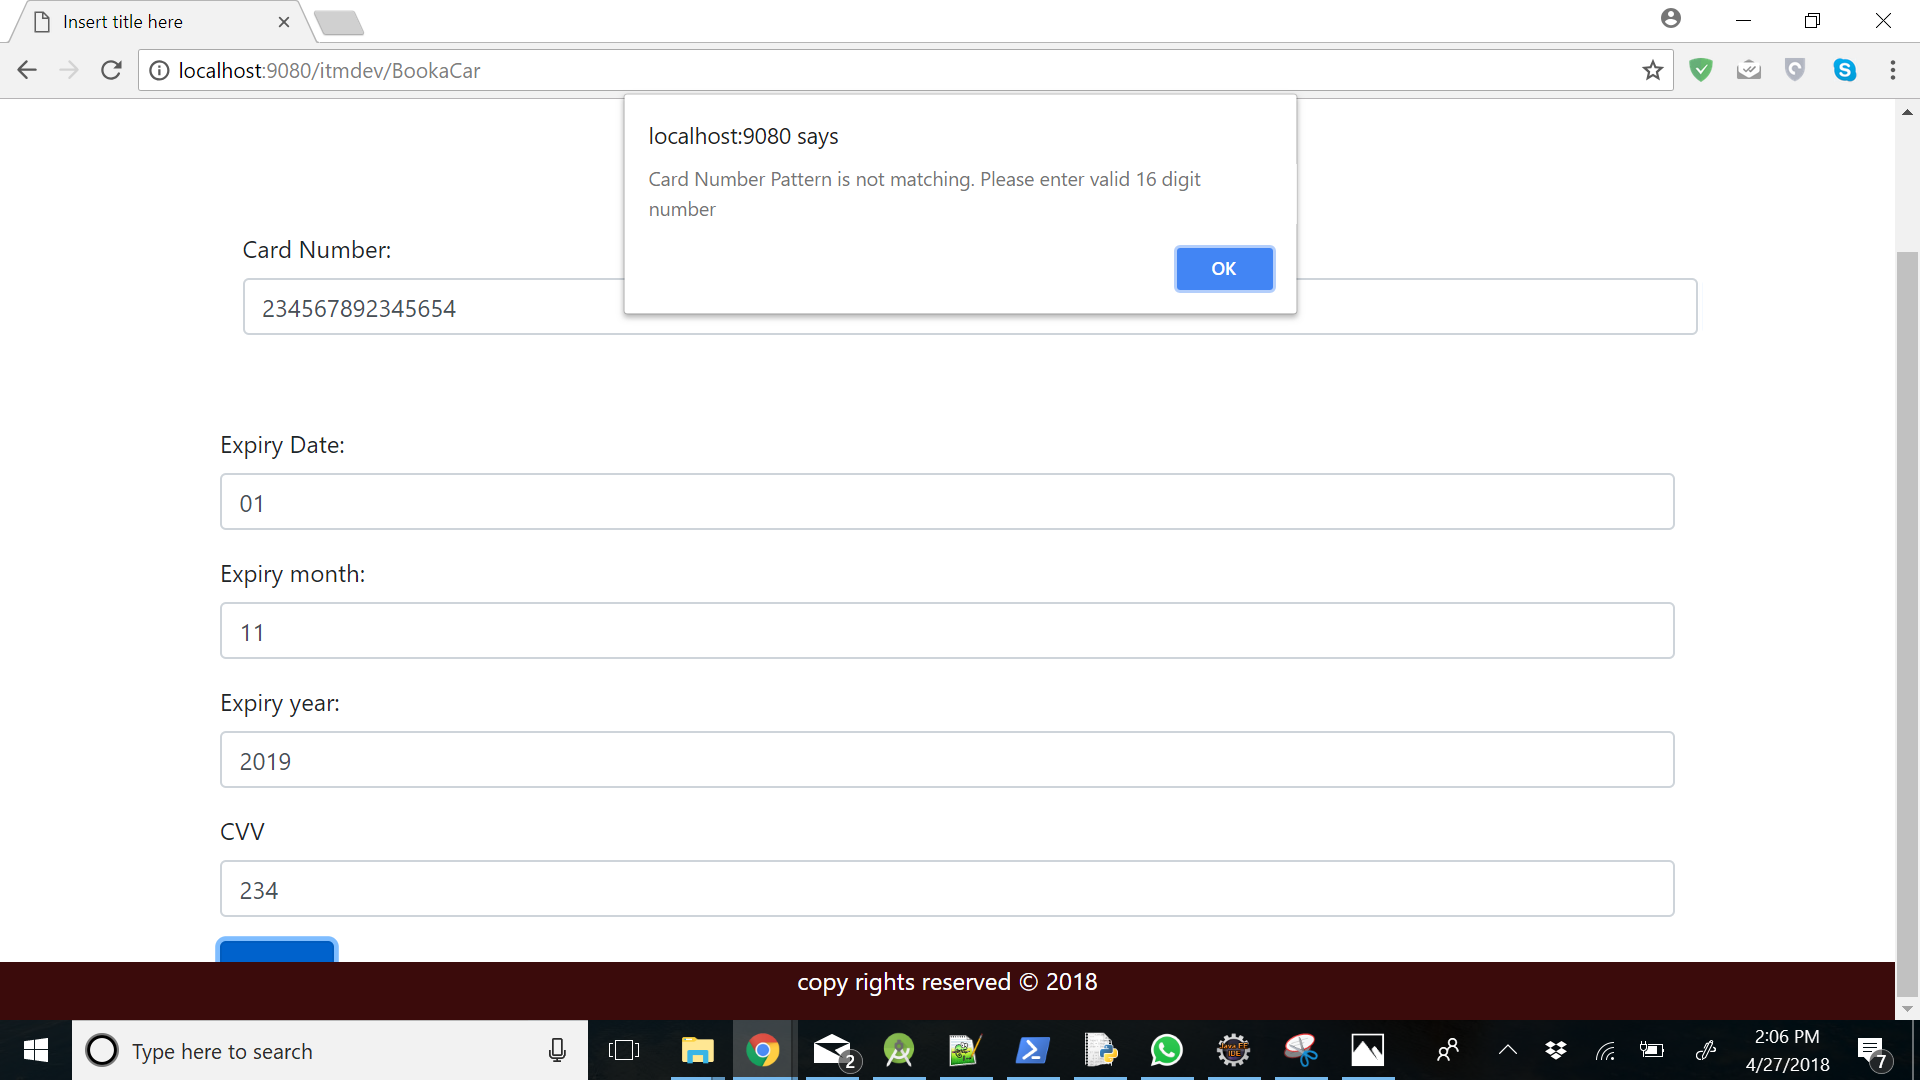 Insert title here
localhost:9080/itmdev/BookaCar
localhost:9080 says
Card Number Pattern is not matching. Please enter valid 16 digit
number
OK
Card Number:
234567892345654
Expiry Date:
01
Expiry month:
11
Expiry year:
2019
CVV
234
copy rights reserved © 2018
Type here to search
2
2:06 PM
4/27/2018
7